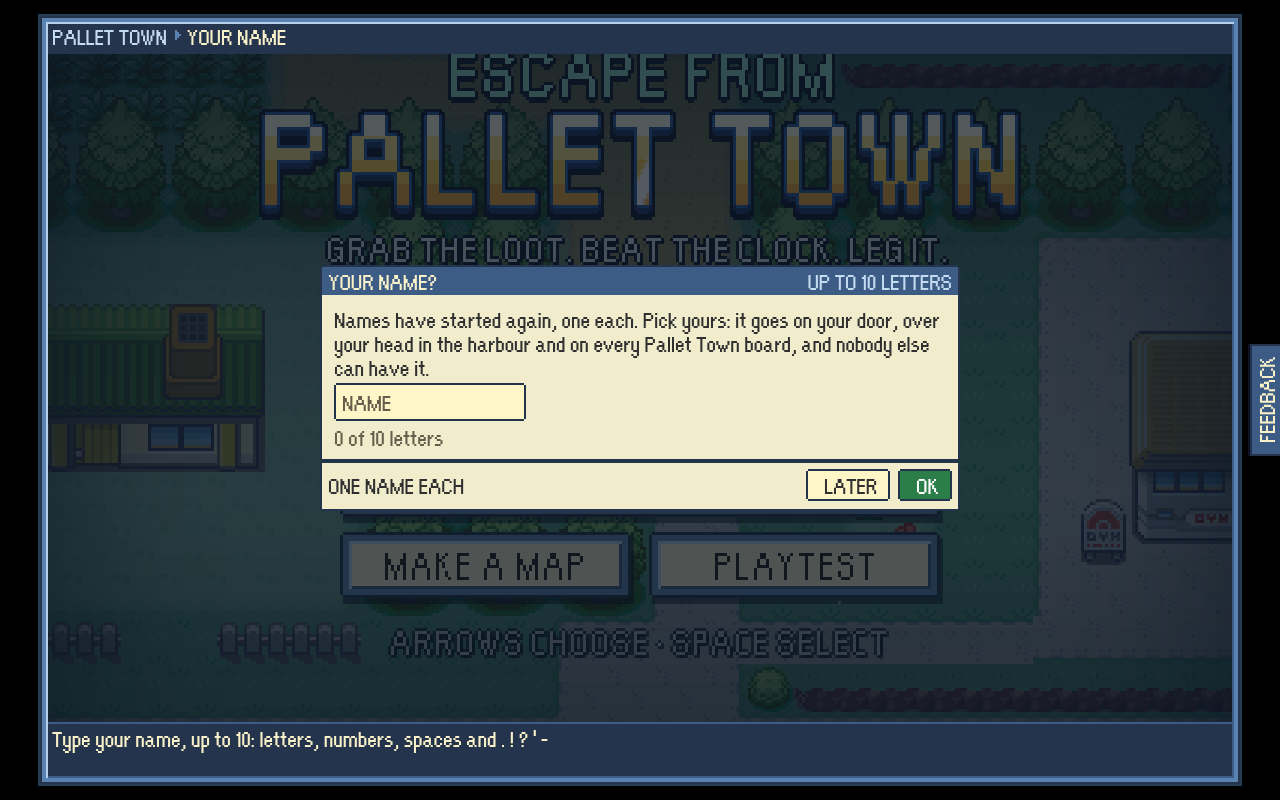 PALLET TOWN YOUR NAME
ESCAPE FROM
PALLET TOWN
GRAB THE LOOT. BEAT THE CLOCK. LEG IT.
YOUR NAME? UP TO 10 LETTERS
Names have started again, one each. Pick yours: it goes on your door, over
your head in the harbour and on every Pallet Town board, and nobody else
can have it.
NAME
0 of 10 letters
ONE NAME EACH LATER OK
FEEDBACK
GYM
GYM
MAKE A MAP PLAYTEST
ARROWS CHOOSE · SPACE SELECT
Type your name, up to 10: letters, numbers, spaces and . ! ? ' -